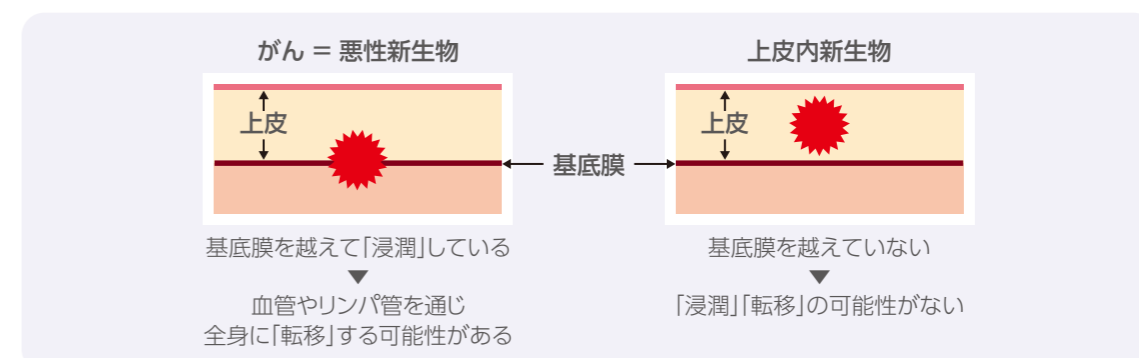 がん = 悪性新生物
上皮
基底膜を越えて｢浸潤｣している
▼
血管やリンパ管を通じ
全身に｢転移｣する可能性がある
基底膜
上皮内新生物
上皮
基底膜を越えていない
▼
｢浸潤｣｢転移｣の可能性がない